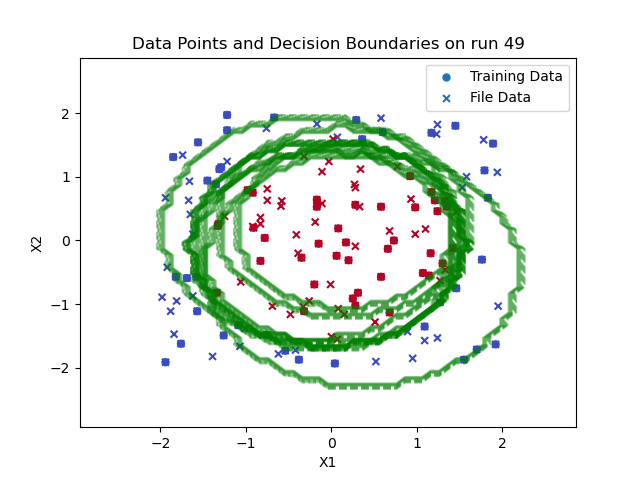 Data Points and Decision Boundaries on run 49
Training Data
File Data
2
1
0
−1
−2
X2
−2
−1
0
1
2
X1